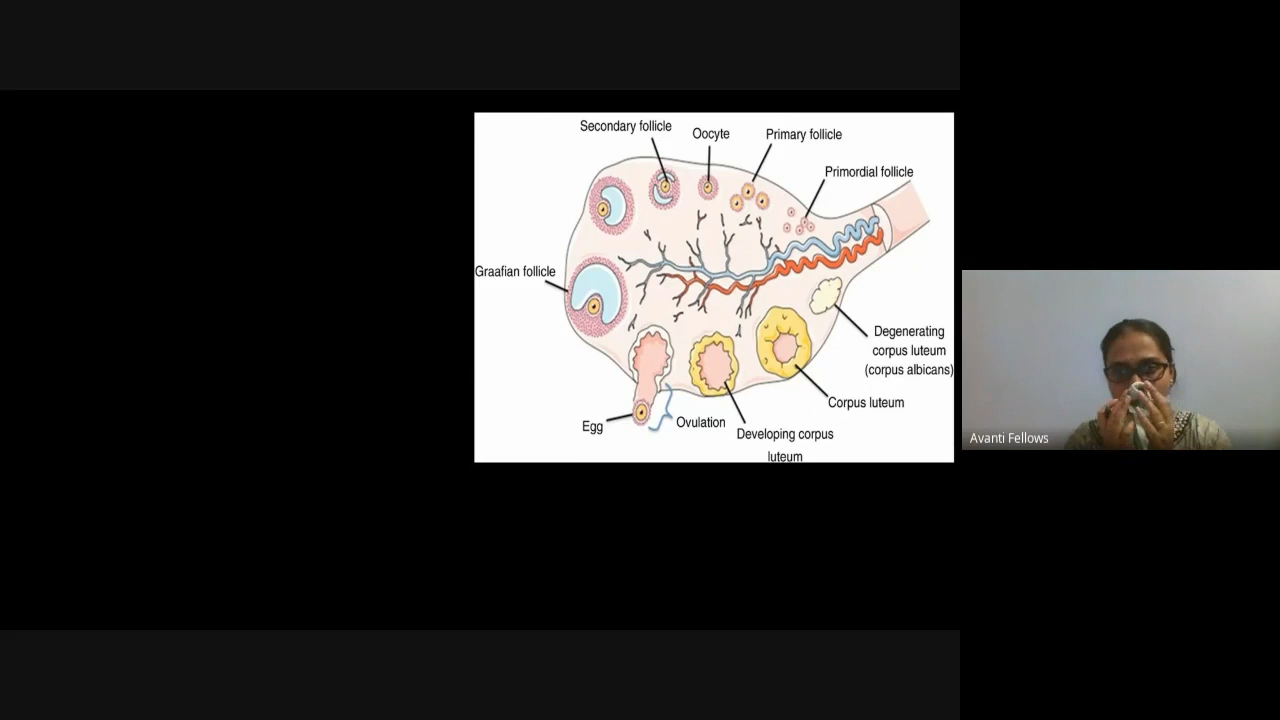 Secondary follicle
Oocyte
Primary follicle
Primordial follicle
Graafian follicle
Degenerating
corpus luteum
(corpus albicans)
Corpus luteum
Egg
Ovulation
Developing corpus
luteum
Avanti Fellows